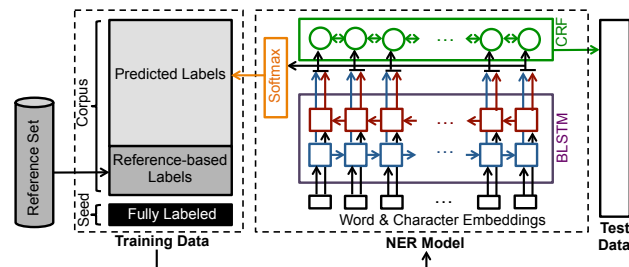 Reference Set
Corpus
Seed
Predicted Labels
Reference-based
Labels
Fully Labeled
Training Data
Softmax
CRF
BLSTM
...
...
...
...
Word & Character Embeddings
NER Model
Test
Data